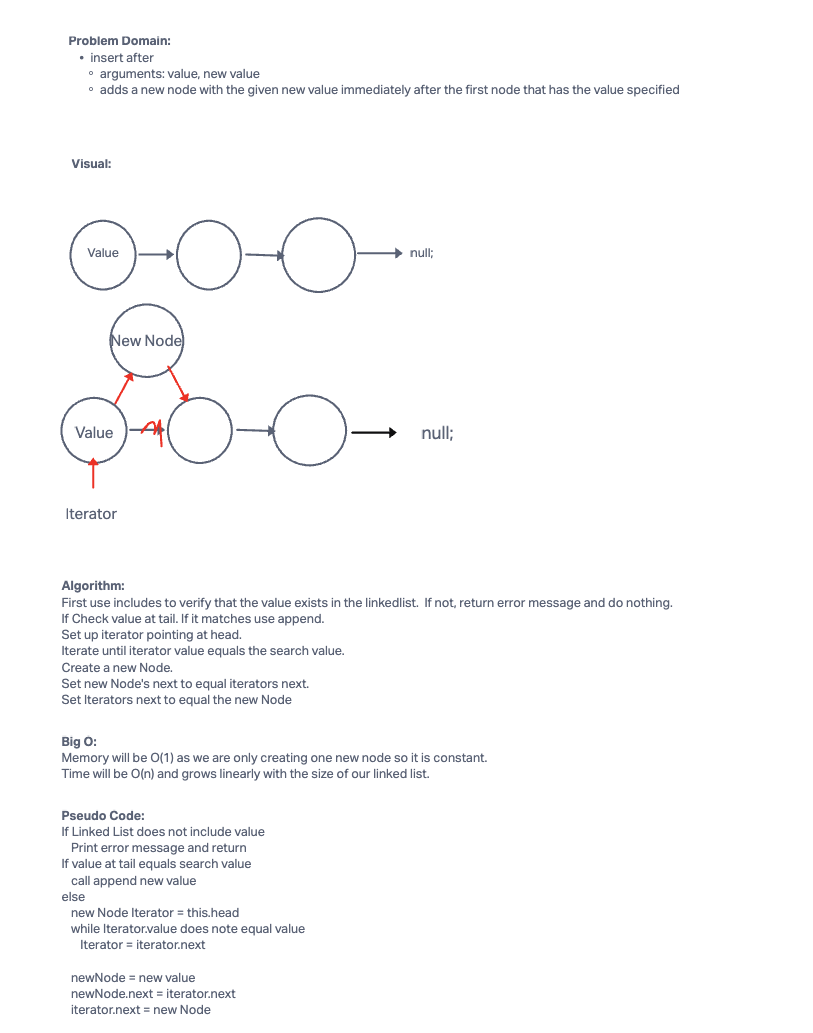 Problem Domain:
• insert after
◦ arguments: value, new value
◦ adds a new node with the given new value immediately after the first node that has the value specified
Visual:
Value
null;
New Node
Value
null;
Iterator
Algorithm:
First use includes to verify that the value exists in the linkedlist.  If not, return error message and do nothing.
If Check value at tail. If it matches use append.
Set up iterator pointing at head.
Iterate until iterator value equals the search value.
Create a new Node.
Set new Node's next to equal iterators next.
Set Iterators next to equal the new Node
Big O:
Memory will be O(1) as we are only creating one new node so it is constant.
Time will be O(n) and grows linearly with the size of our linked list.
Pseudo Code:
If Linked List does not include value
Print error message and return
If value at tail equals search value
call append new value
else
new Node Iterator = this.head
while Iterator.value does note equal value
Iterator = iterator.next
newNode = new value
newNode.next = iterator.next
iterator.next = new Node